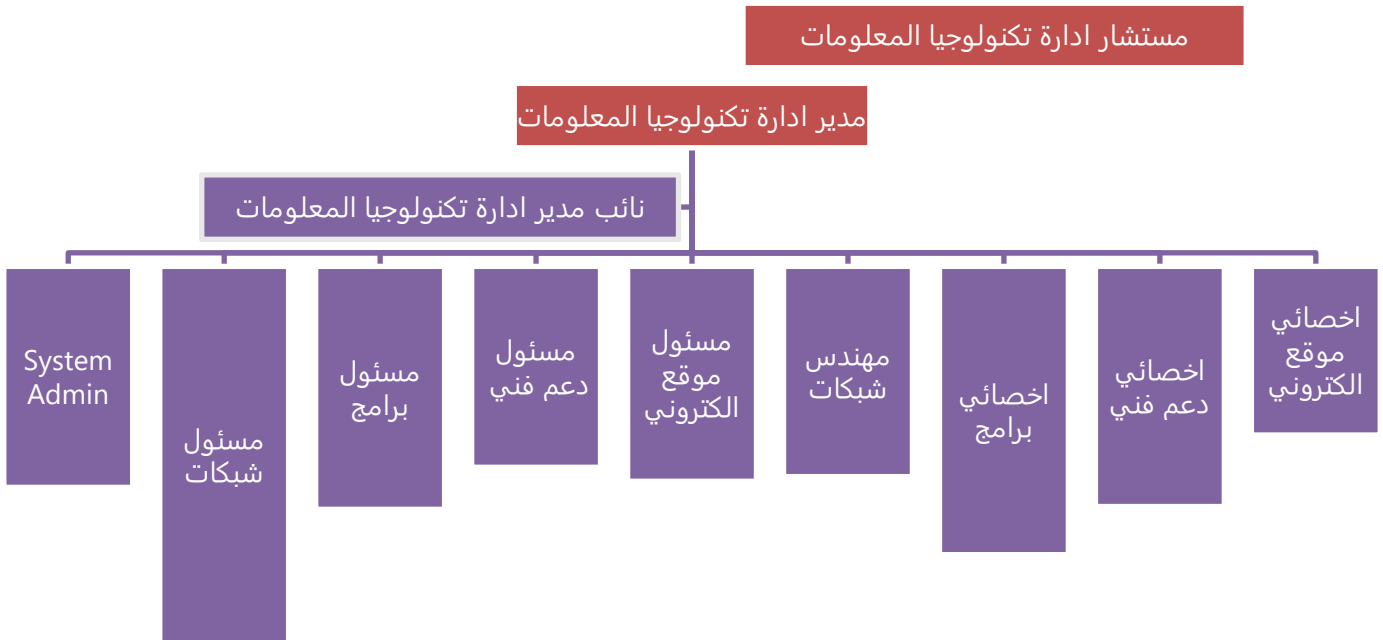 مستشار ادارة تكنولوجيا المعلومات
مدير ادارة تكنولوجيا المعلومات
نائب مدير ادارة تكنولوجيا المعلومات
اخصائي
موقع
الكتروني
اخصائي
دعم فني
اخصائي
برامج
مهندس
شبكات
مسئول
موقع
الكتروني
مسئول
دعم فني
مسئول
برامج
مسئول
شبكات
System
Admin